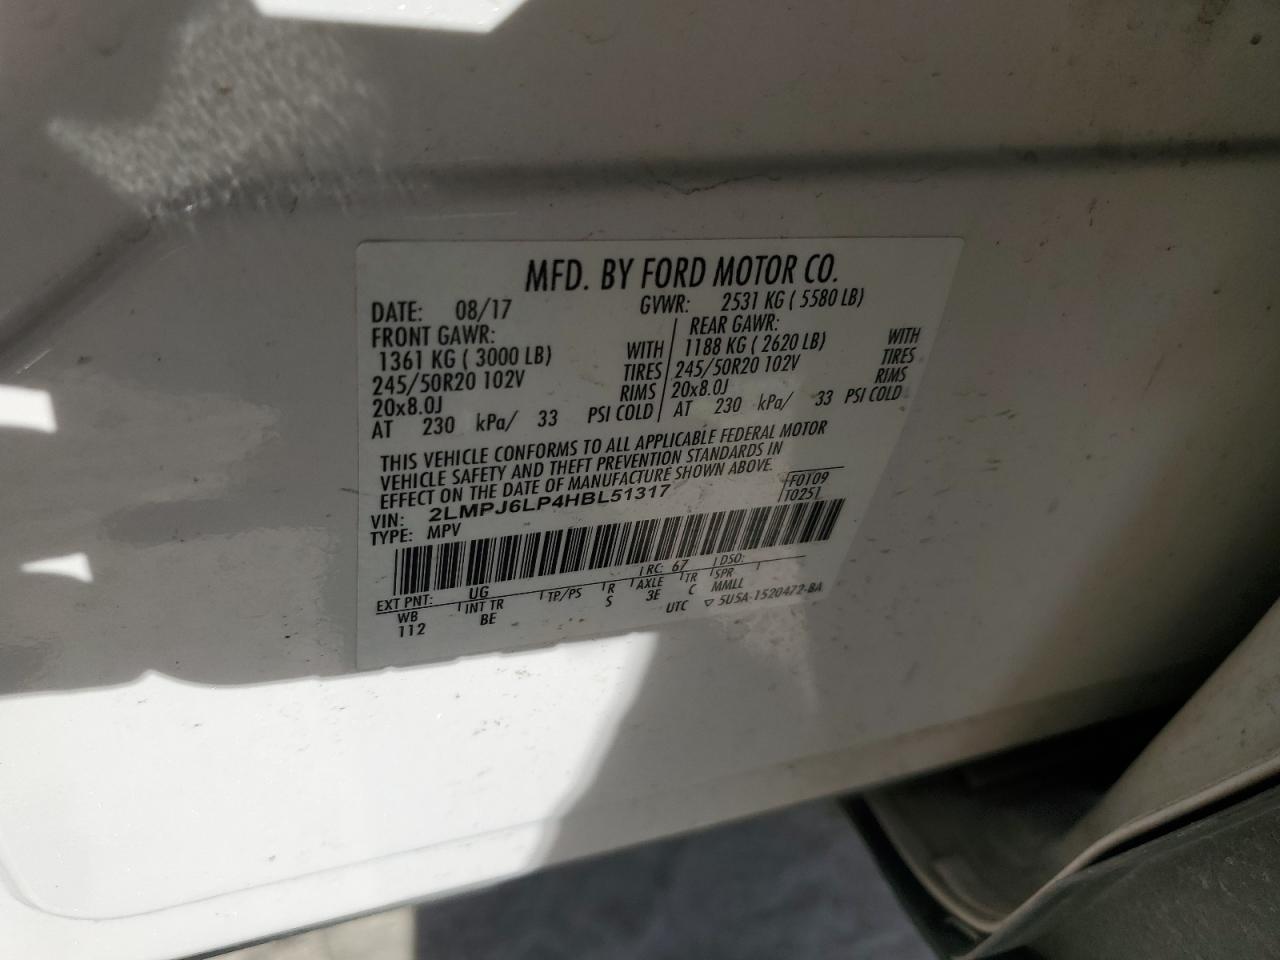 MFD. BY FORD MOTOR CO.
DATE: 08/17 GVWR: 2531 KG ( 5580 LB)
FRONT GAWR: REAR GAWR:
1361 KG ( 3000 LB) WITH 1188 KG ( 2620 LB) WITH
245/50R20 102V TIRES 245/50R20 102V TIRES
20x8.0J RIMS 20x8.0J RIMS
AT 230 kPa/ 33 PSI COLD AT 230 kPa/ 33 PSI COLD
THIS VEHICLE CONFORMS TO ALL APPLICABLE FEDERAL MOTOR
VEHICLE SAFETY AND THEFT PREVENTION STANDARDS IN
EFFECT ON THE DATE OF MANUFACTURE SHOWN ABOVE.
VIN: 2LMPJ6LP4HBL51317 F0109
TYPE: MPV T0251
EXT PNT: UG RC: 67 DSO:
WB INT TR TP/PS R AXLE TR SPR
112 BE S 3E C MMLL
UTC ▽ 5U5A-1520472-BA